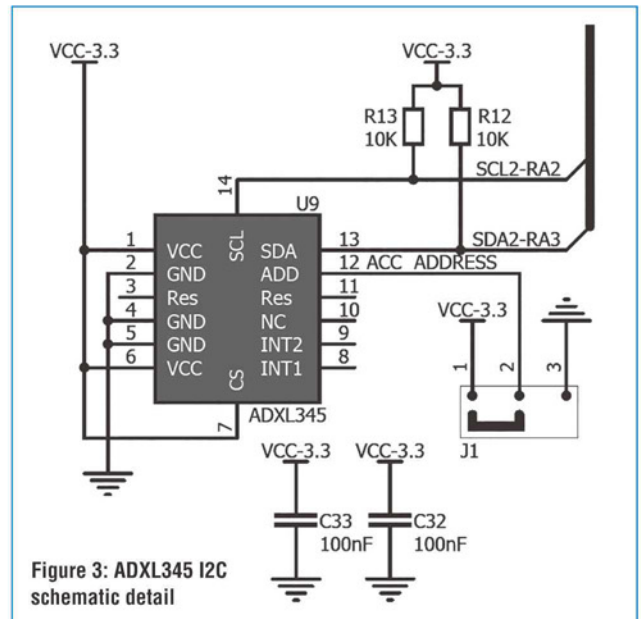 VCC-3.3
VCC-3.3
R13
10K
R12
10K
SCL2-RA2
14
U9
SCL
1
VCC
SDA
13
SDA2-RA3
2
GND
ADD
12
ACC ADDRESS
3
Res
Res
11
4
GND
NC
10
5
GND
INT2
9
6
VCC
INT1
8
CS
7
ADXL345
VCC-3.3
1
2
3
J1
VCC-3.3
VCC-3.3
C33
100nF
C32
100nF
Figure 3: ADXL345 I2C
schematic detail